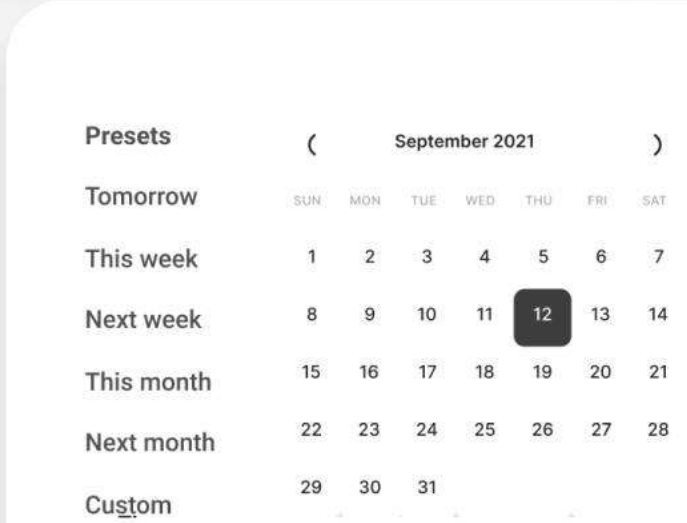 Presets
Tomorrow
This week
Next week
This month
Next month
Custom
( September 2021 )
SUN MON TUE WED THU FRI SAT
1 2 3 4 5 6 7
8 9 10 11 12 13 14
15 16 17 18 19 20 21
22 23 24 25 26 27 28
29 30 31